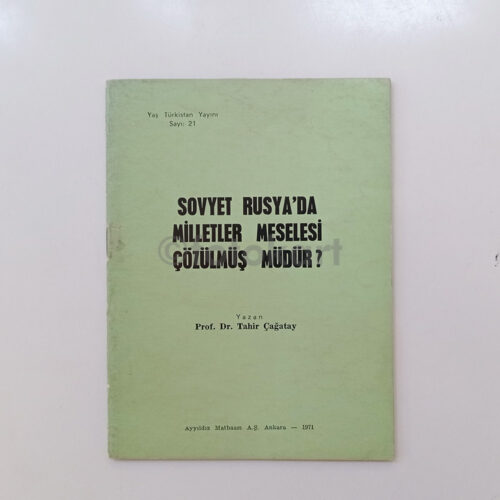 Yaş Türkistan Yayını
Sayı: 21
SOVYET RUSYA'DA
MİLLETLER MESELESİ
ÇÖZÜLMÜŞ MÜDÜR?
Yazan
Prof. Dr. Tahir Çağatay
Ayyıldız Matbaası A.Ş. Ankara — 1971